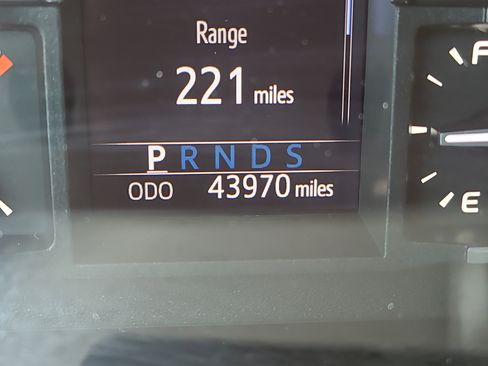 Range
221 miles
F
P R N D S
ODO 43970 miles
E